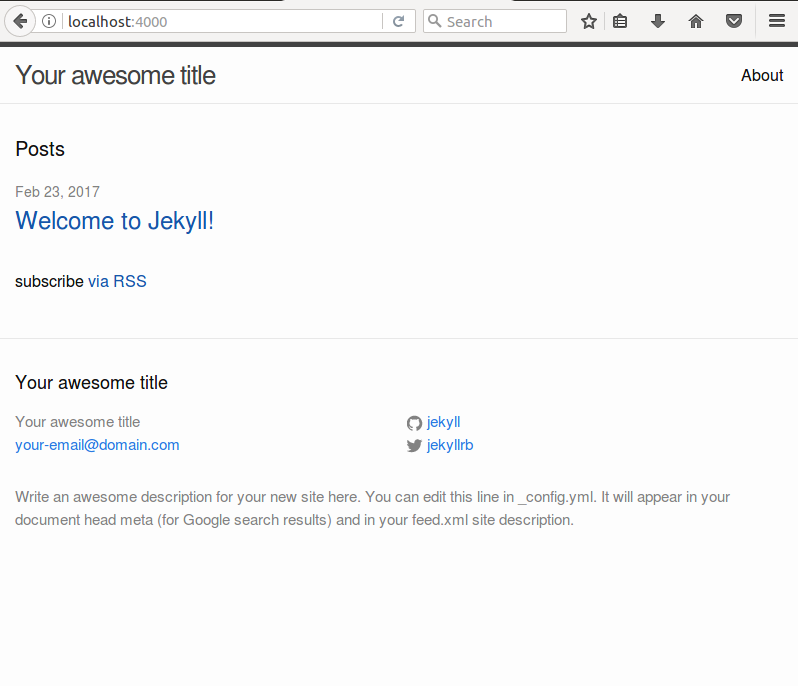 localhost:4000
Search
Your awesome title
About
Posts
Feb 23, 2017
Welcome to Jekyll!
subscribe via RSS
Your awesome title
Your awesome title
your-email@domain.com
jekyll
jekyllrb
Write an awesome description for your new site here. You can edit this line in _config.yml. It will appear in your
document head meta (for Google search results) and in your feed.xml site description.